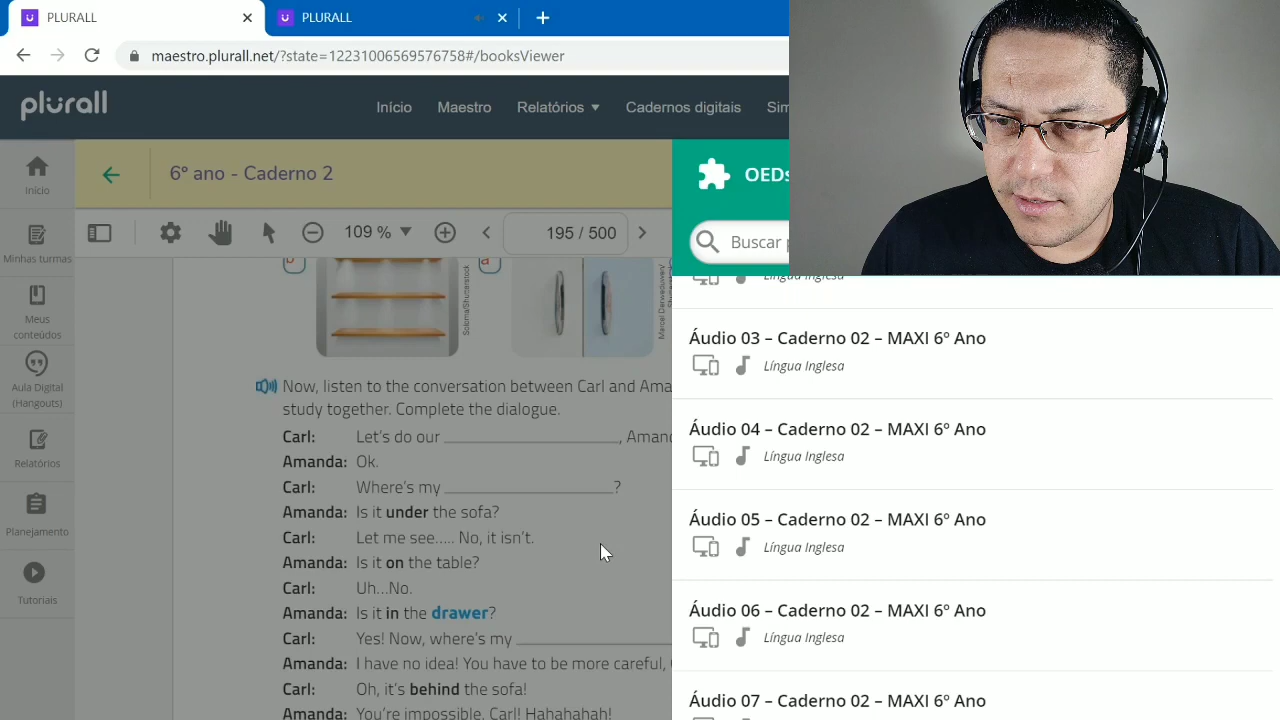 PLURALL
PLURALL
maestro.plurall.net/?state=12231006569576758#/booksViewer
plurall
Início
Maestro
Relatórios
Cadernos digitais
Início
Minhas turmas
Meus
conteúdos
Aula Digital
(Hangouts)
Relatórios
Planejamento
Tutoriais
6º ano - Caderno 2
109 %
195 / 500
b
a
Soloma/Shutterstock
Now, listen to the conversation between Carl and Ama
study together. Complete the dialogue.
Carl: Let's do our ____________________, Amand
Amanda: Ok.
Carl: Where's my ____________________?
Amanda: Is it under the sofa?
Carl: Let me see..... No, it isn't.
Amanda: Is it on the table?
Carl: Uh...No.
Amanda: Is it in the drawer?
Carl: Yes! Now, where's my ____________________
Amanda: I have no idea! You have to be more careful,
Carl: Oh, it's behind the sofa!
Amanda: You're impossible, Carl! Hahahahah!
OEDs
Buscar
Língua Inglesa
Áudio 03 – Caderno 02 – MAXI 6º Ano
Língua Inglesa
Áudio 04 – Caderno 02 – MAXI 6º Ano
Língua Inglesa
Áudio 05 – Caderno 02 – MAXI 6º Ano
Língua Inglesa
Áudio 06 – Caderno 02 – MAXI 6º Ano
Língua Inglesa
Áudio 07 – Caderno 02 – MAXI 6º Ano